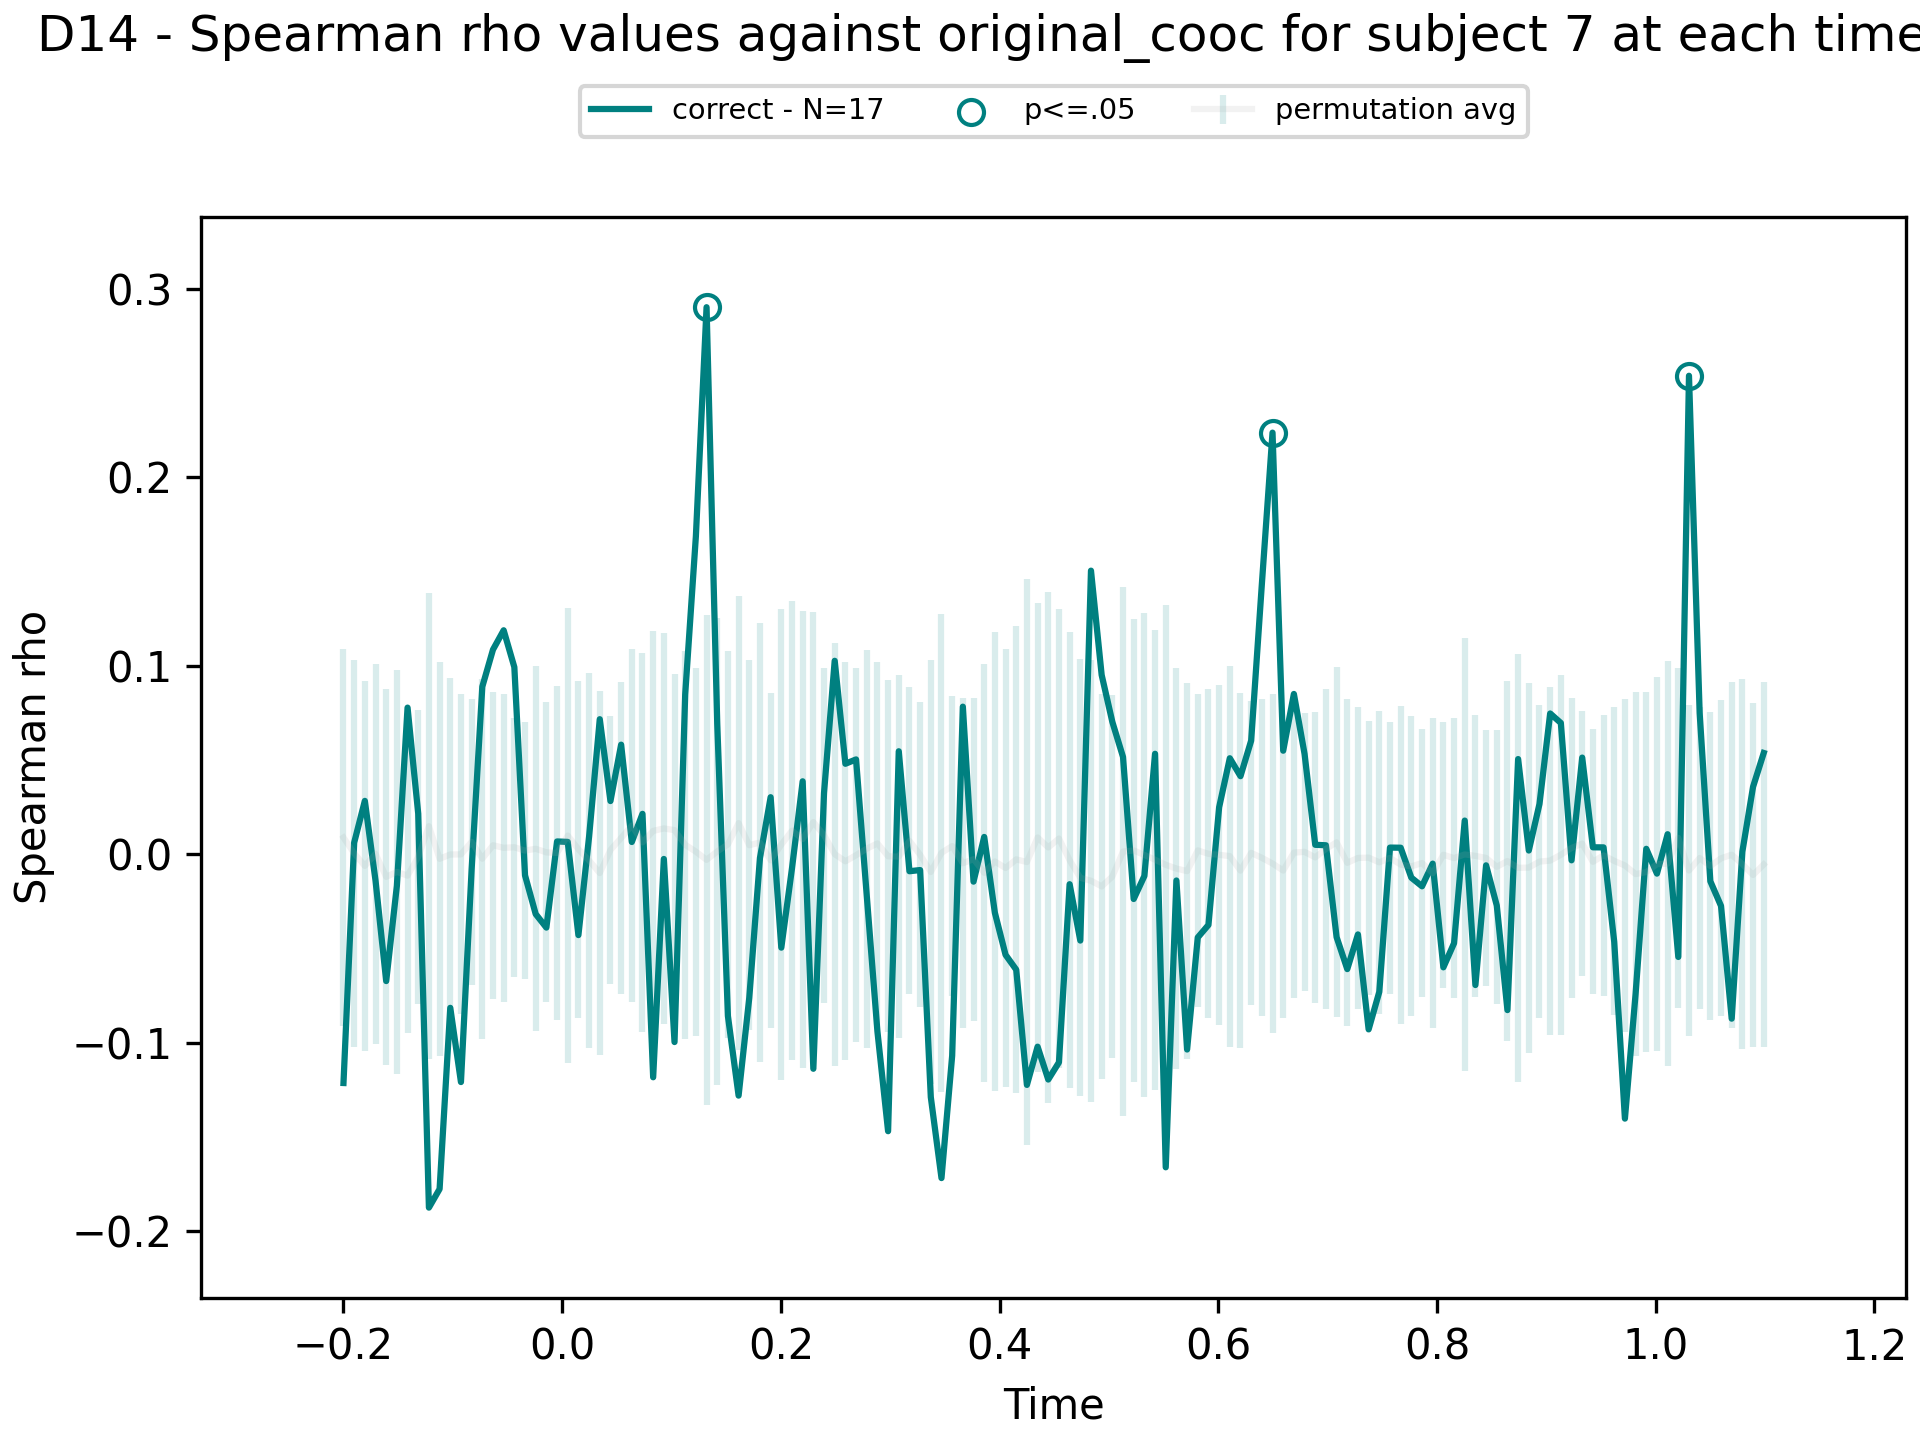 D14 - Spearman rho values against original_cooc for subject 7 at each time
correct - N=17 p<=.05 permutation avg
0.3
0.2
0.1
0.0
−0.1
−0.2
Spearman rho
−0.2 0.0 0.2 0.4 0.6 0.8 1.0 1.2
Time